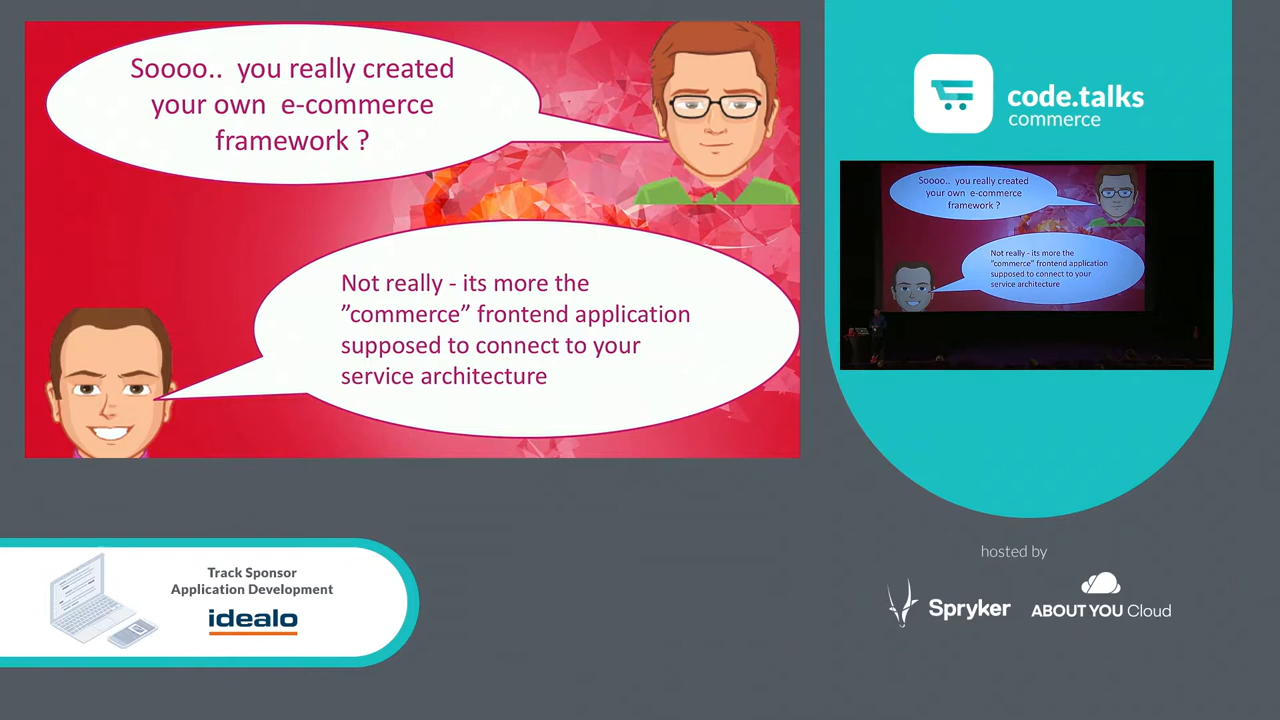 Soooo.. you really created
your own e-commerce
framework ?
Not really - its more the
”commerce” frontend application
supposed to connect to your
service architecture
code.talks
commerce
Soooo.. you really created
your own e-commerce
framework ?
Not really - its more the
"commerce" frontend application
supposed to connect to your
service architecture
hosted by
Spryker
ABOUT YOU Cloud
Track Sponsor
Application Development
idealo